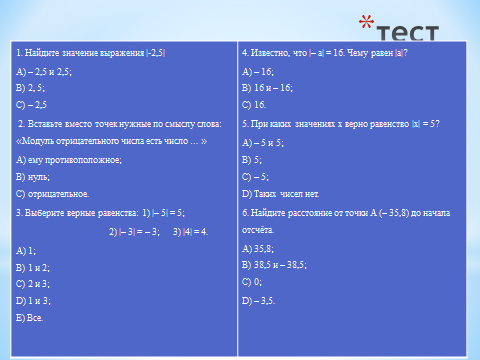 *тест
1. Найдите значение выражения |-2,5|
А) – 2,5 и 2,5;
В) 2, 5;
С) – 2,5
2. Вставьте вместо точек нужные по смыслу слова:
«Модуль отрицательного числа есть число … »
А) ему противоположное;
В) нуль;
С) отрицательное.
3. Выберите верные равенства: 1) |– 5| = 5;
2) |– 3| = – 3; 3) |4| = 4.
А) 1;
В) 1 и 2;
С) 2 и 3;
D) 1 и 3;
Е) Все.
4. Известно, что |– a| = 16. Чему равен |a|?
А) – 16;
В) 16 и – 16;
С) 16.
5. При каких значениях х верно равенство |х| = 5?
А) – 5 и 5;
В) 5;
С) – 5;
D) Таких чисел нет.
6. Найдите расстояние от точки А (– 35,8) до начала
отсчёта.
А) 35,8;
В) 38,5 и – 38,5;
С) 0;
D) – 3,5.